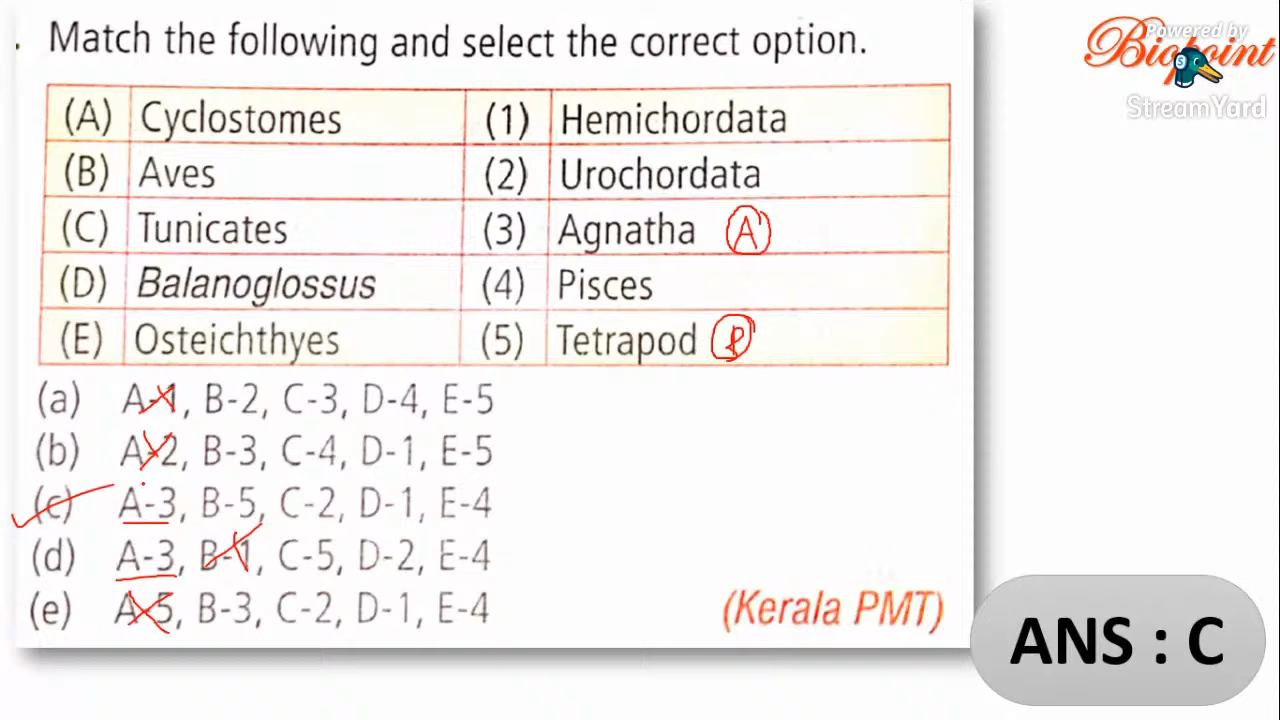 Match the following and select the correct option.
Powered by
Biopoint
S
StreamYard
(A) Cyclostomes (1) Hemichordata
(B) Aves (2) Urochordata
(C) Tunicates (3) Agnatha A
(D) Balanoglossus (4) Pisces
(E) Osteichthyes (5) Tetrapod
(a) A-1, B-2, C-3, D-4, E-5
(b) A-2, B-3, C-4, D-1, E-5
(c) A-3, B-5, C-2, D-1, E-4
(d) A-3, B-1, C-5, D-2, E-4
(e) A-5, B-3, C-2, D-1, E-4
(Kerala PMT)
ANS : C